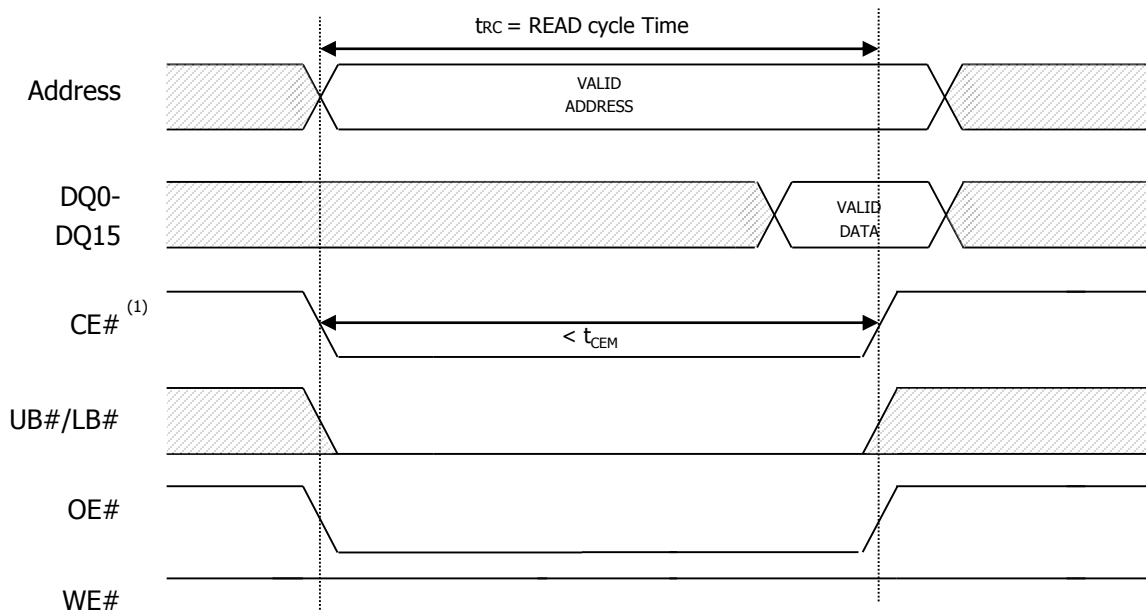 tRC = READ cycle Time
Address
VALID
ADDRESS
DQ0-
DQ15
VALID
DATA
CE# (1)
< tCEM
UB#/LB#
OE#
WE#